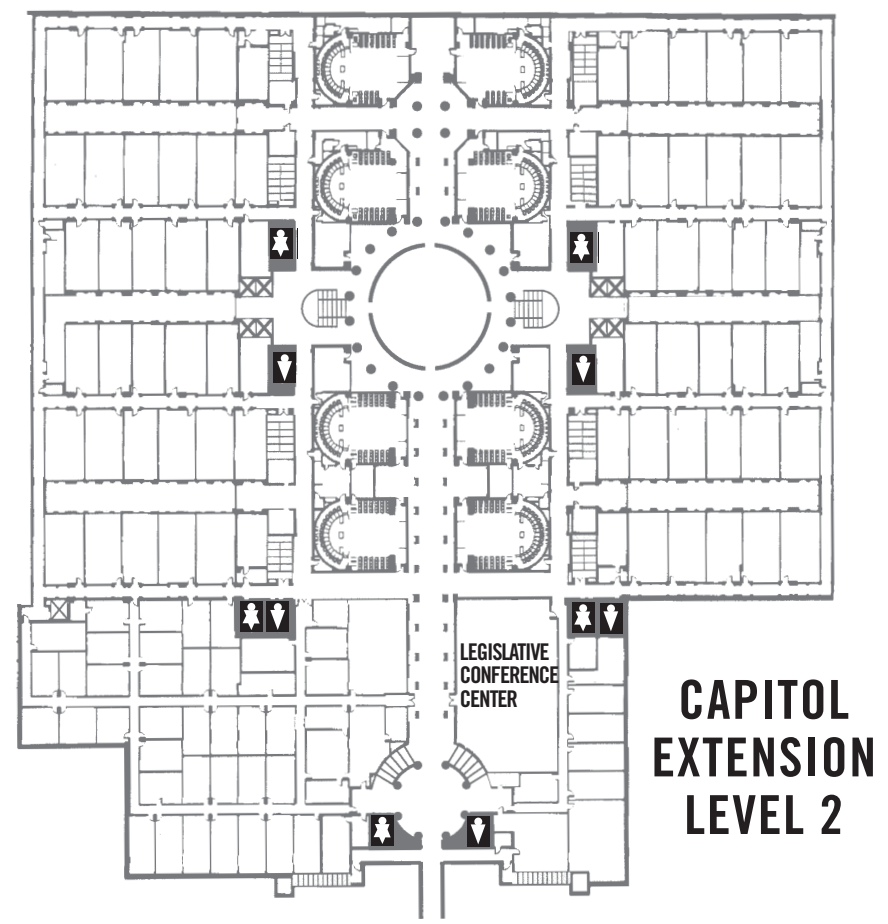 LEGISLATIVE
CONFERENCE
CENTER
CAPITOL
EXTENSION
LEVEL 2